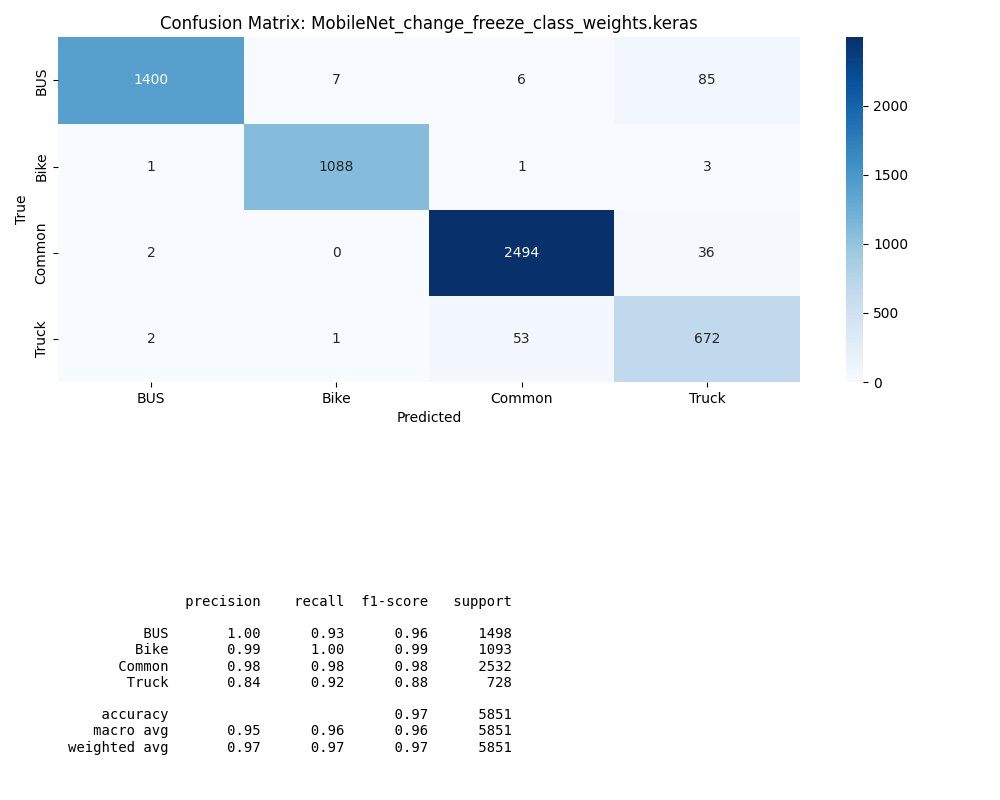 Confusion Matrix: MobileNet_change_freeze_class_weights.keras
BUS 1400 7 6 85
Bike 1 1088 1 3
Common 2 0 2494 36
Truck 2 1 53 672
True
BUS Bike Common Truck
Predicted
2000
1500
1000
500
0
precision recall f1-score support
BUS 1.00 0.93 0.96 1498
Bike 0.99 1.00 0.99 1093
Common 0.98 0.98 0.98 2532
Truck 0.84 0.92 0.88 728
accuracy 0.97 5851
macro avg 0.95 0.96 0.96 5851
weighted avg 0.97 0.97 0.97 5851